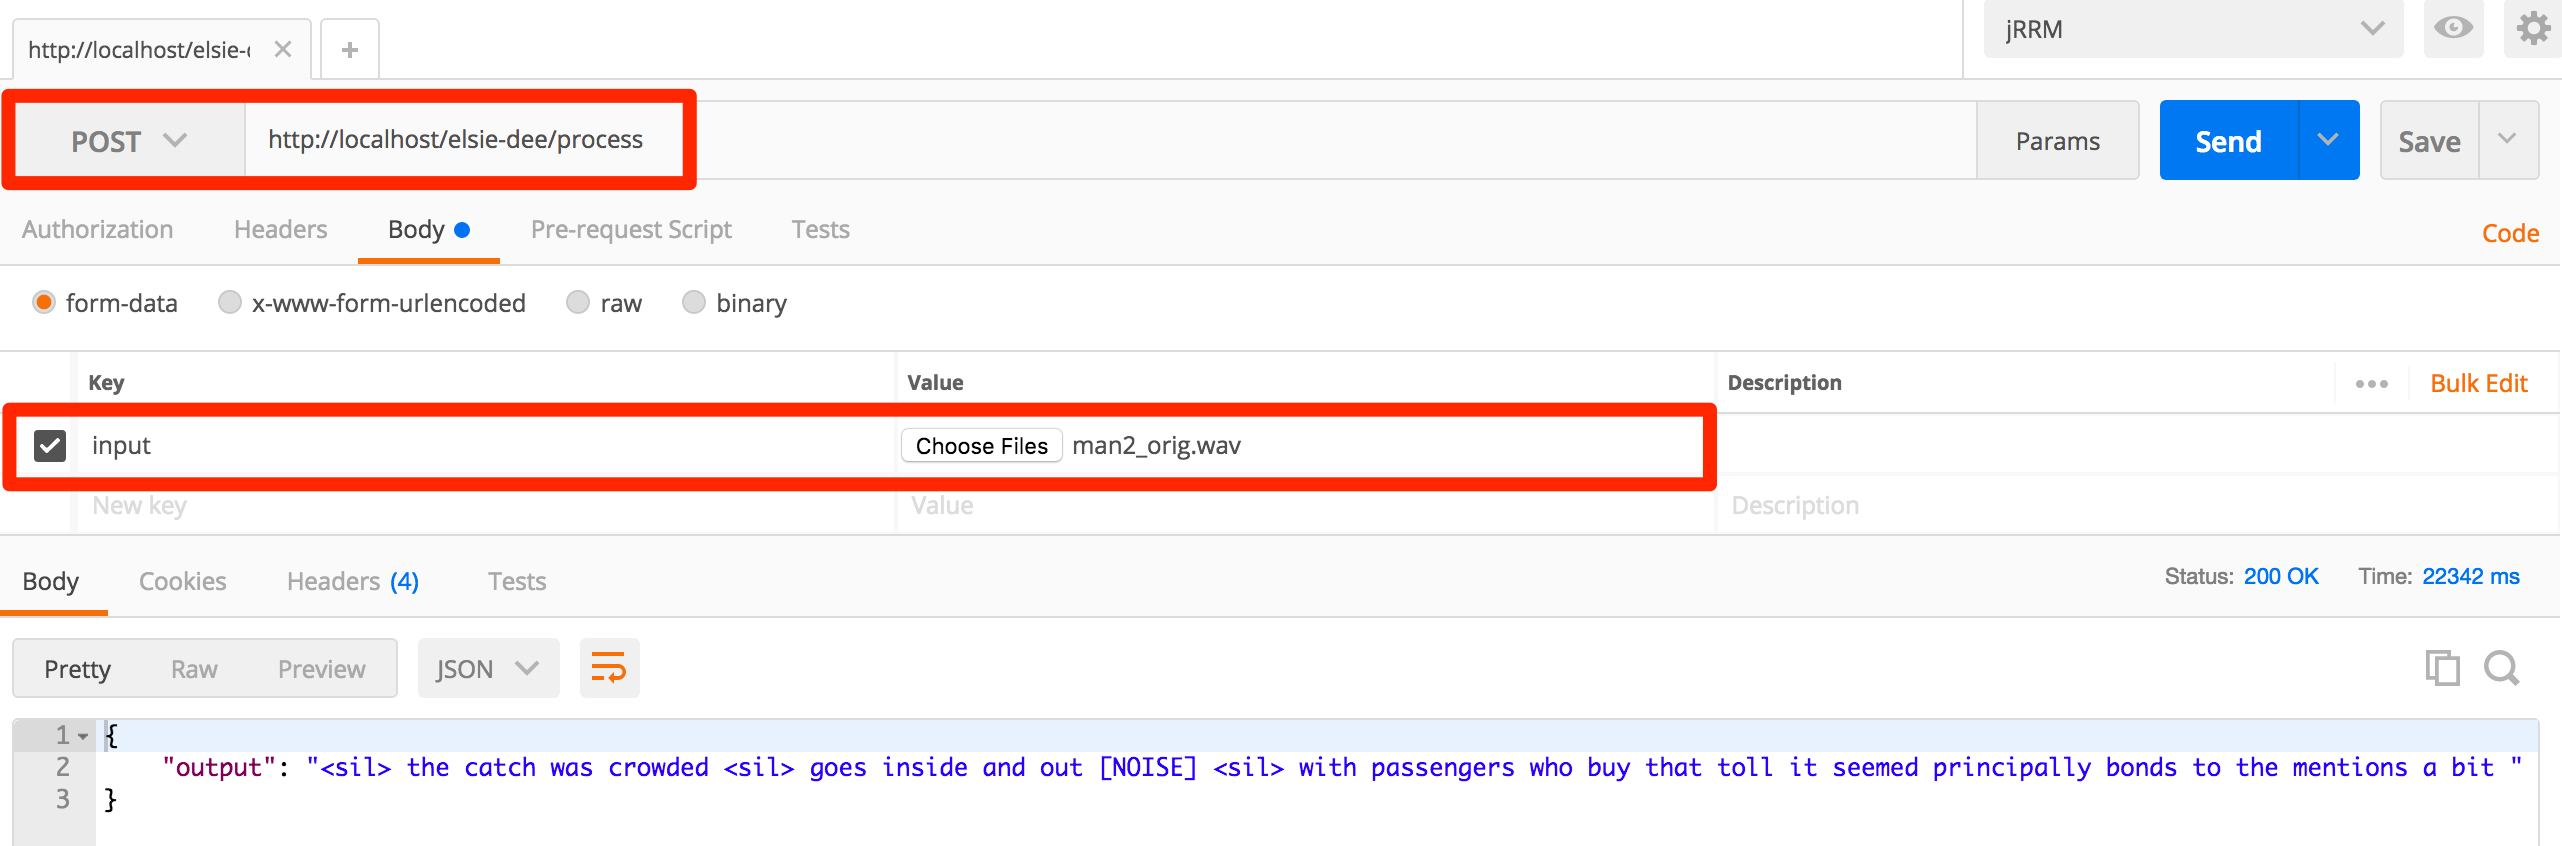 http://localhost/elsie-
jRRM
POST http://localhost/elsie-dee/process Params Send Save
Authorization Headers Body Pre-request Script Tests Code
form-data x-www-form-urlencoded raw binary
Key Value Description ••• Bulk Edit
input Choose Files man2_orig.wav
New key Value Description
Body Cookies Headers (4) Tests Status: 200 OK Time: 22342 ms
Pretty Raw Preview JSON
1 {
2 "output": "<sil> the catch was crowded <sil> goes inside and out [NOISE] <sil> with passengers who buy that toll it seemed principally bonds to the mentions a bit "
3 }